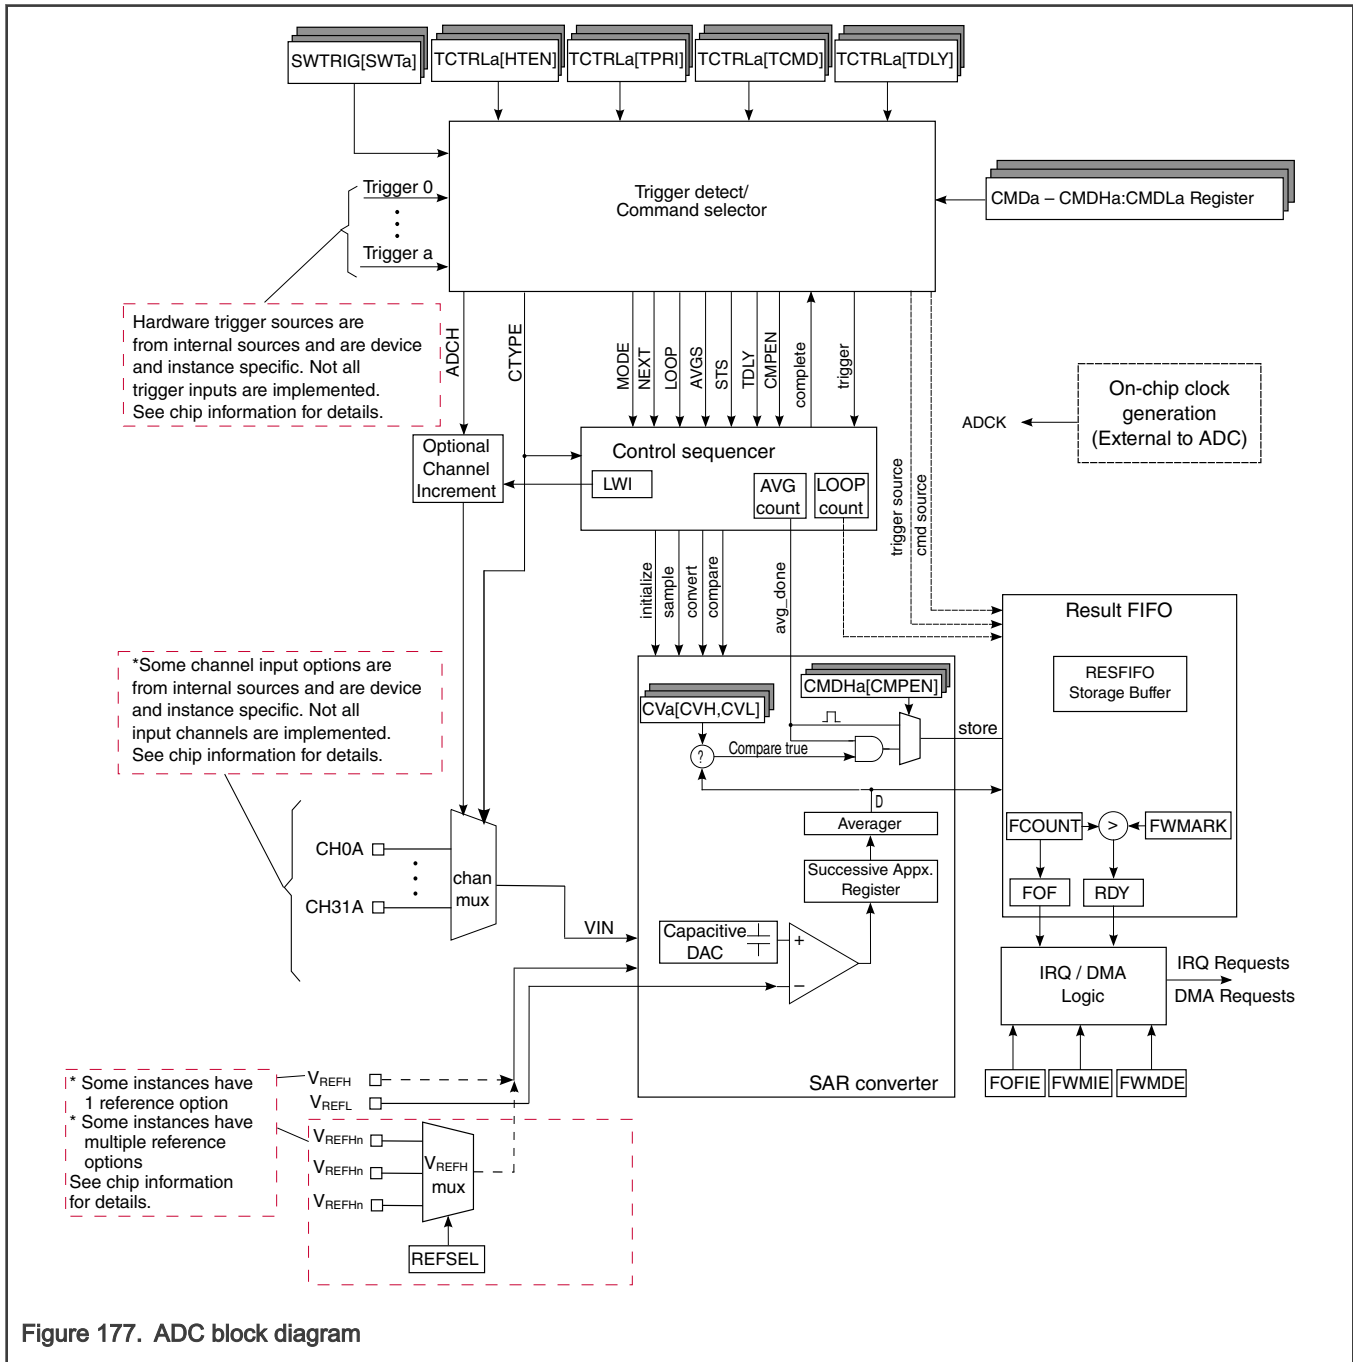 SWTRIG[SWTa]
TCTRLa[HTEN]
TCTRLa[TPRI]
TCTRLa[TCMD]
TCTRLa[TDLY]
Trigger detect/
Command selector
CMDa – CMDHa:CMDLa Register
Trigger 0
Trigger a
Hardware trigger sources are
from internal sources and are device
and instance specific. Not all
trigger inputs are implemented.
See chip information for details.
ADCH
CTYPE
MODE
NEXT
LOOP
AVGS
STS
TDLY
CMPEN
complete
trigger
trigger source
cmd source
ADCK
On-chip clock
generation
(External to ADC)
Optional
Channel
Increment
Control sequencer
LWI
AVG
count
LOOP
count
initialize
sample
convert
compare
avg_done
*Some channel input options are
from internal sources and are device
and instance specific. Not all
input channels are implemented.
See chip information for details.
CVa[CVH,CVL]
CMDHa[CMPEN]
?
Compare true
store
D
Averager
Successive Appx.
Register
Capacitive
DAC
+
−
SAR converter
Result FIFO
RESFIFO
Storage Buffer
FCOUNT
>
FWMARK
FOF
RDY
IRQ / DMA
Logic
IRQ Requests
DMA Requests
FOFIE
FWMIE
FWMDE
CH0A
CH31A
chan
mux
VIN
* Some instances have
1 reference option
* Some instances have
multiple reference
options
See chip information
for details.
VREFH
VREFL
VREFHn
VREFHn
VREFHn
VREFH
mux
REFSEL
Figure 177. ADC block diagram